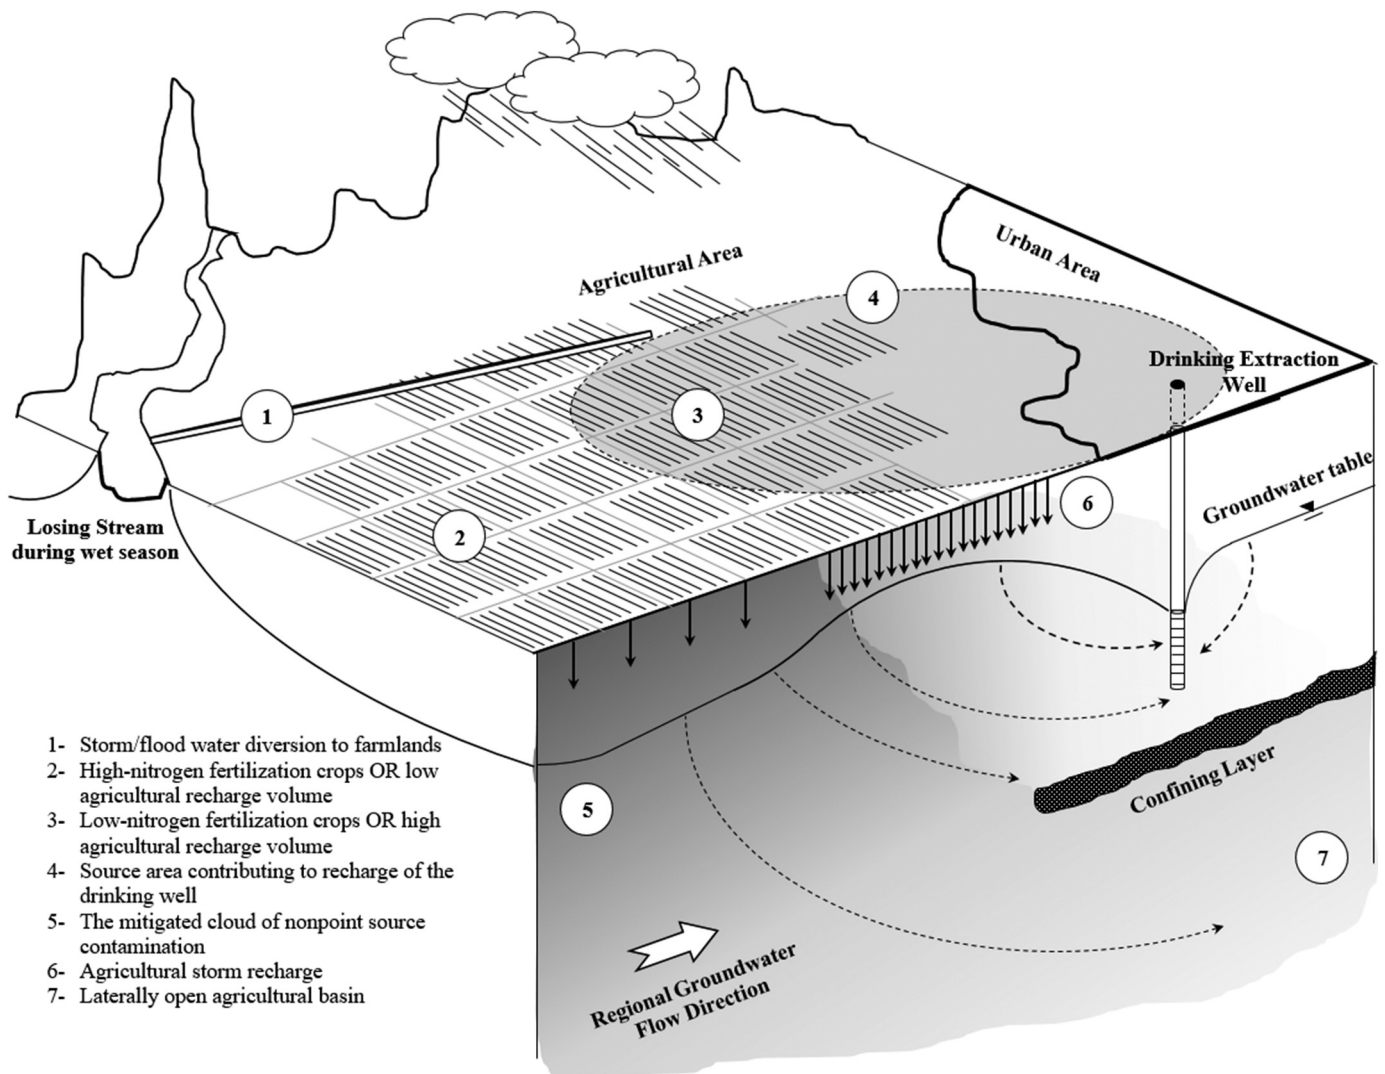 Agricultural Area
Urban Area
4
Drinking Extraction
Well
1
3
Groundwater table
6
Losing Stream
during wet season
2
1- Storm/flood water diversion to farmlands
2- High-nitrogen fertilization crops OR low
agricultural recharge volume
3- Low-nitrogen fertilization crops OR high
agricultural recharge volume
4- Source area contributing to recharge of the
drinking well
5- The mitigated cloud of nonpoint source
contamination
6- Agricultural storm recharge
7- Laterally open agricultural basin
5
Confining Layer
7
Regional Groundwater
Flow Direction